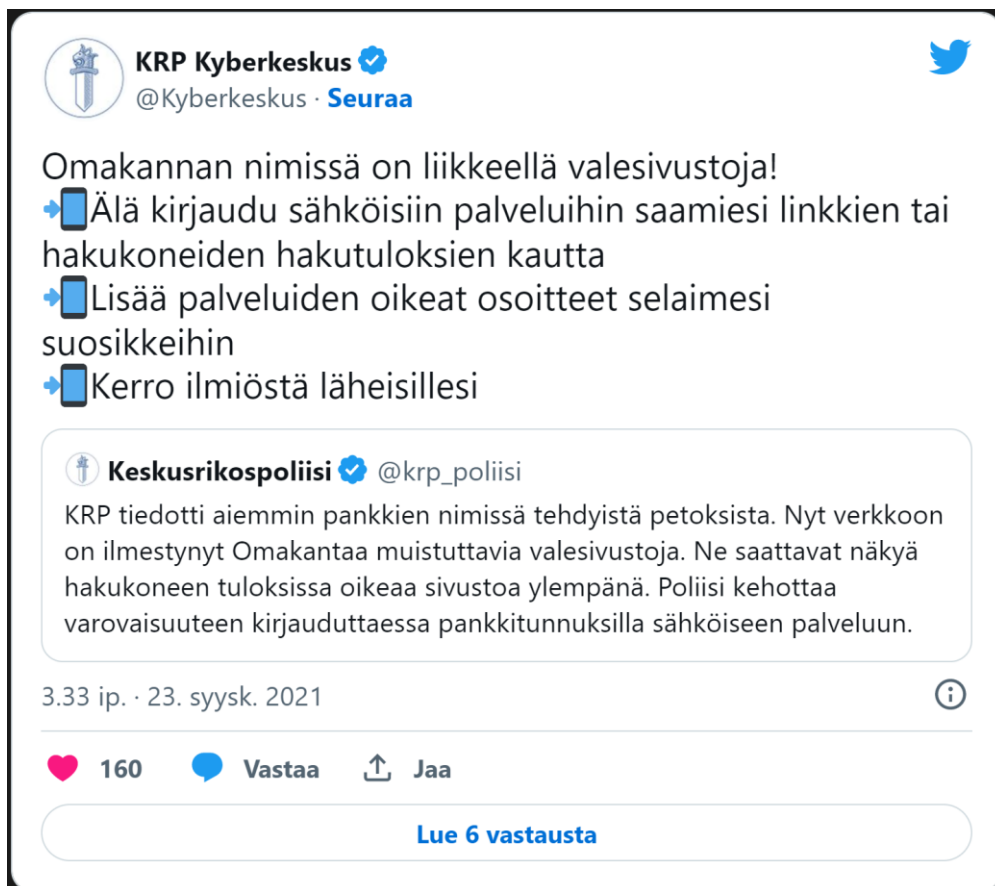 KRP Kyberkeskus
@Kyberkeskus · Seuraa
Omakannan nimissä on liikkeellä valesivustoja!
📲Älä kirjaudu sähköisiin palveluihin saamiesi linkkien tai
hakukoneiden hakutuloksien kautta
📲Lisää palveluiden oikeat osoitteet selaimesi
suosikkeihin
📲Kerro ilmiöstä läheisillesi
Keskusrikospoliisi @krp_poliisi
KRP tiedotti aiemmin pankkien nimissä tehdyistä petoksista. Nyt verkkoon
on ilmestynyt Omakantaa muistuttavia valesivustoja. Ne saattavat näkyä
hakukoneen tuloksissa oikeaa sivustoa ylempänä. Poliisi kehottaa
varovaisuuteen kirjauduttaessa pankkitunnuksilla sähköiseen palveluun.
3.33 ip. · 23. syysk. 2021
160 Vastaa Jaa
Lue 6 vastausta